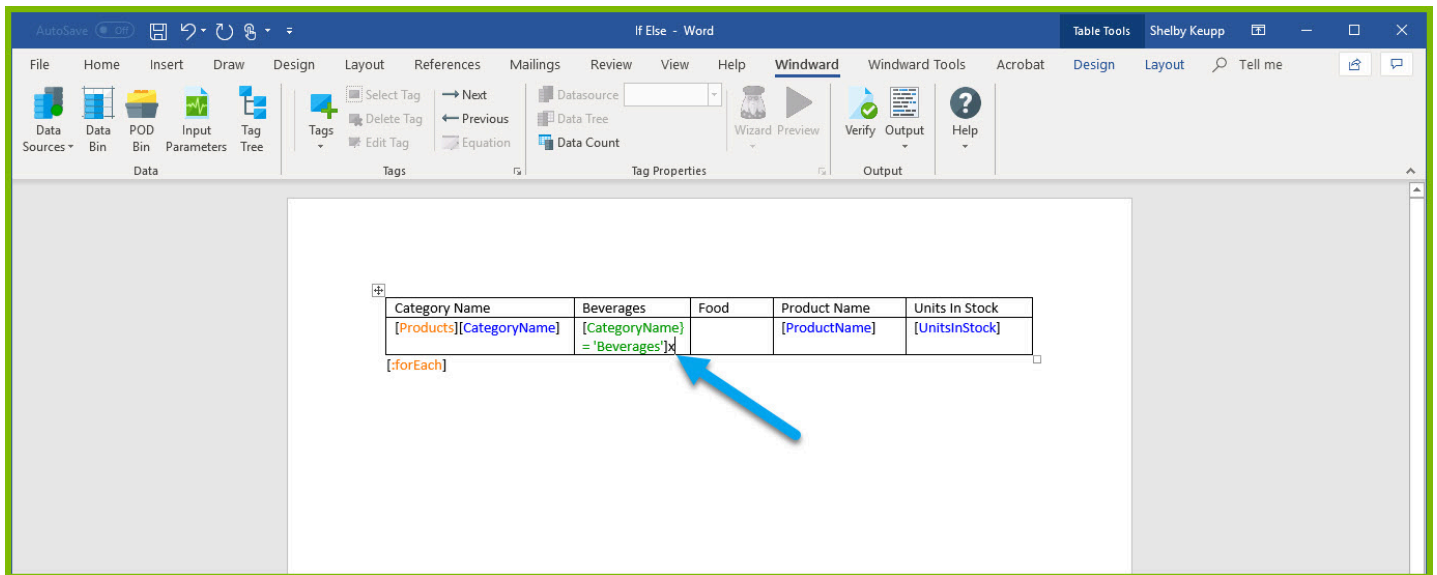 AutoSave Off If Else - Word Table Tools Shelby Keupp
File Home Insert Draw Design Layout References Mailings Review View Help Windward Windward Tools Acrobat Design Layout Tell me
Select Tag → Next Datasource
Delete Tag ← Previous Data Tree
Data Data POD Input Tag Tags Wizard Preview Verify Output Help
Sources Bin Bin Parameters Tree Edit Tag Equation Data Count
Data Tags Tag Properties Output
Category Name Beverages Food Product Name Units In Stock
[Products][CategoryName] [CategoryName} [ProductName] [UnitsInStock]
= 'Beverages']x
[:forEach]